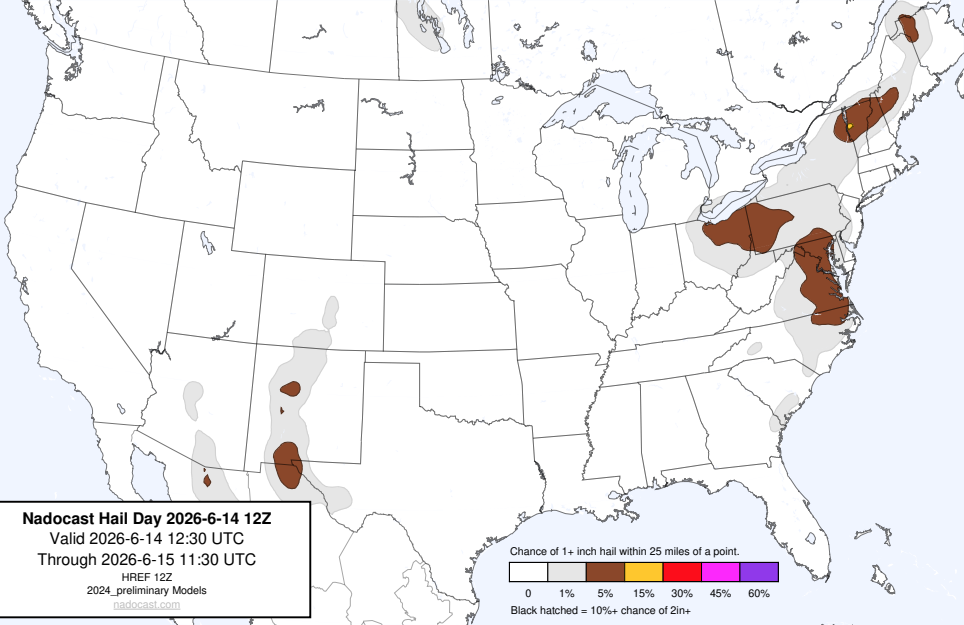 Nadocast Hail Day 2026-6-14 12Z
Valid 2026-6-14 12:30 UTC
Through 2026-6-15 11:30 UTC
HREF 12Z
2024_preliminary Models
nadocast.com
Chance of 1+ inch hail within 25 miles of a point.
0 1% 5% 15% 30% 45% 60%
Black hatched = 10%+ chance of 2in+